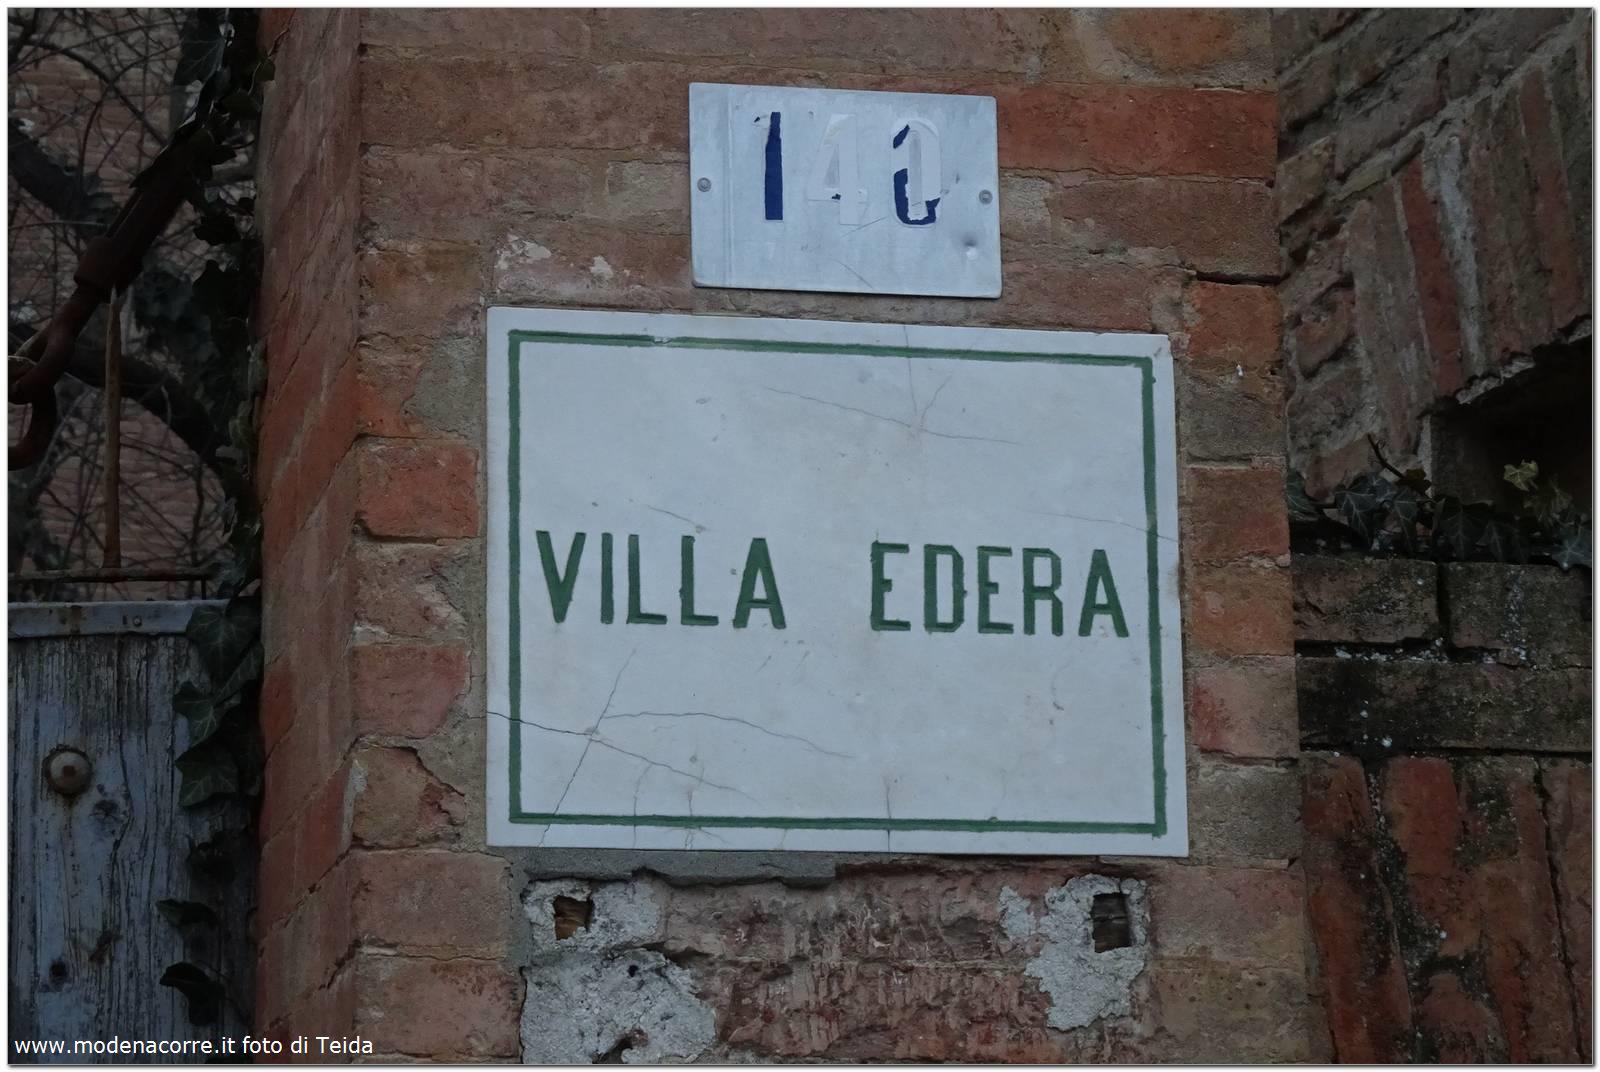 140
VILLA EDERA
www.modenacorre.it foto di Teida